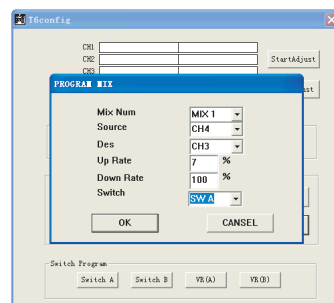 T6config
CH1
CH2
StartAdjust
CH3
PROGRAM MIX
Mix Num MIX 1
Source CH4
Des CH3
Up Rate 7 %
Down Rate 100 %
Switch SW A
OK CANSEL
Switch Program
Switch A Switch B VR(A) VR(B)